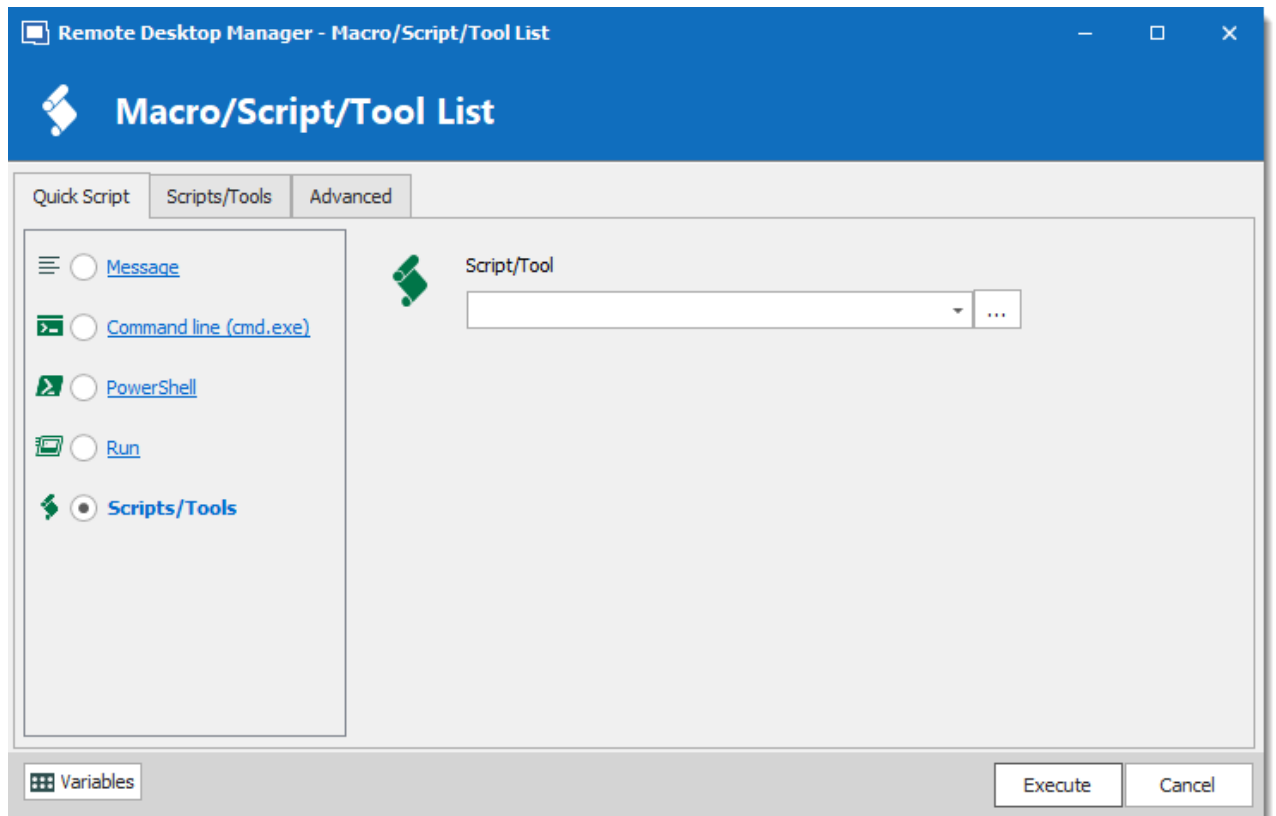 Remote Desktop Manager - Macro/Script/Tool List
Macro/Script/Tool List
Quick Script
Scripts/Tools
Advanced
Message
Command line (cmd.exe)
PowerShell
Run
Scripts/Tools
Script/Tool
...
Variables
Execute
Cancel